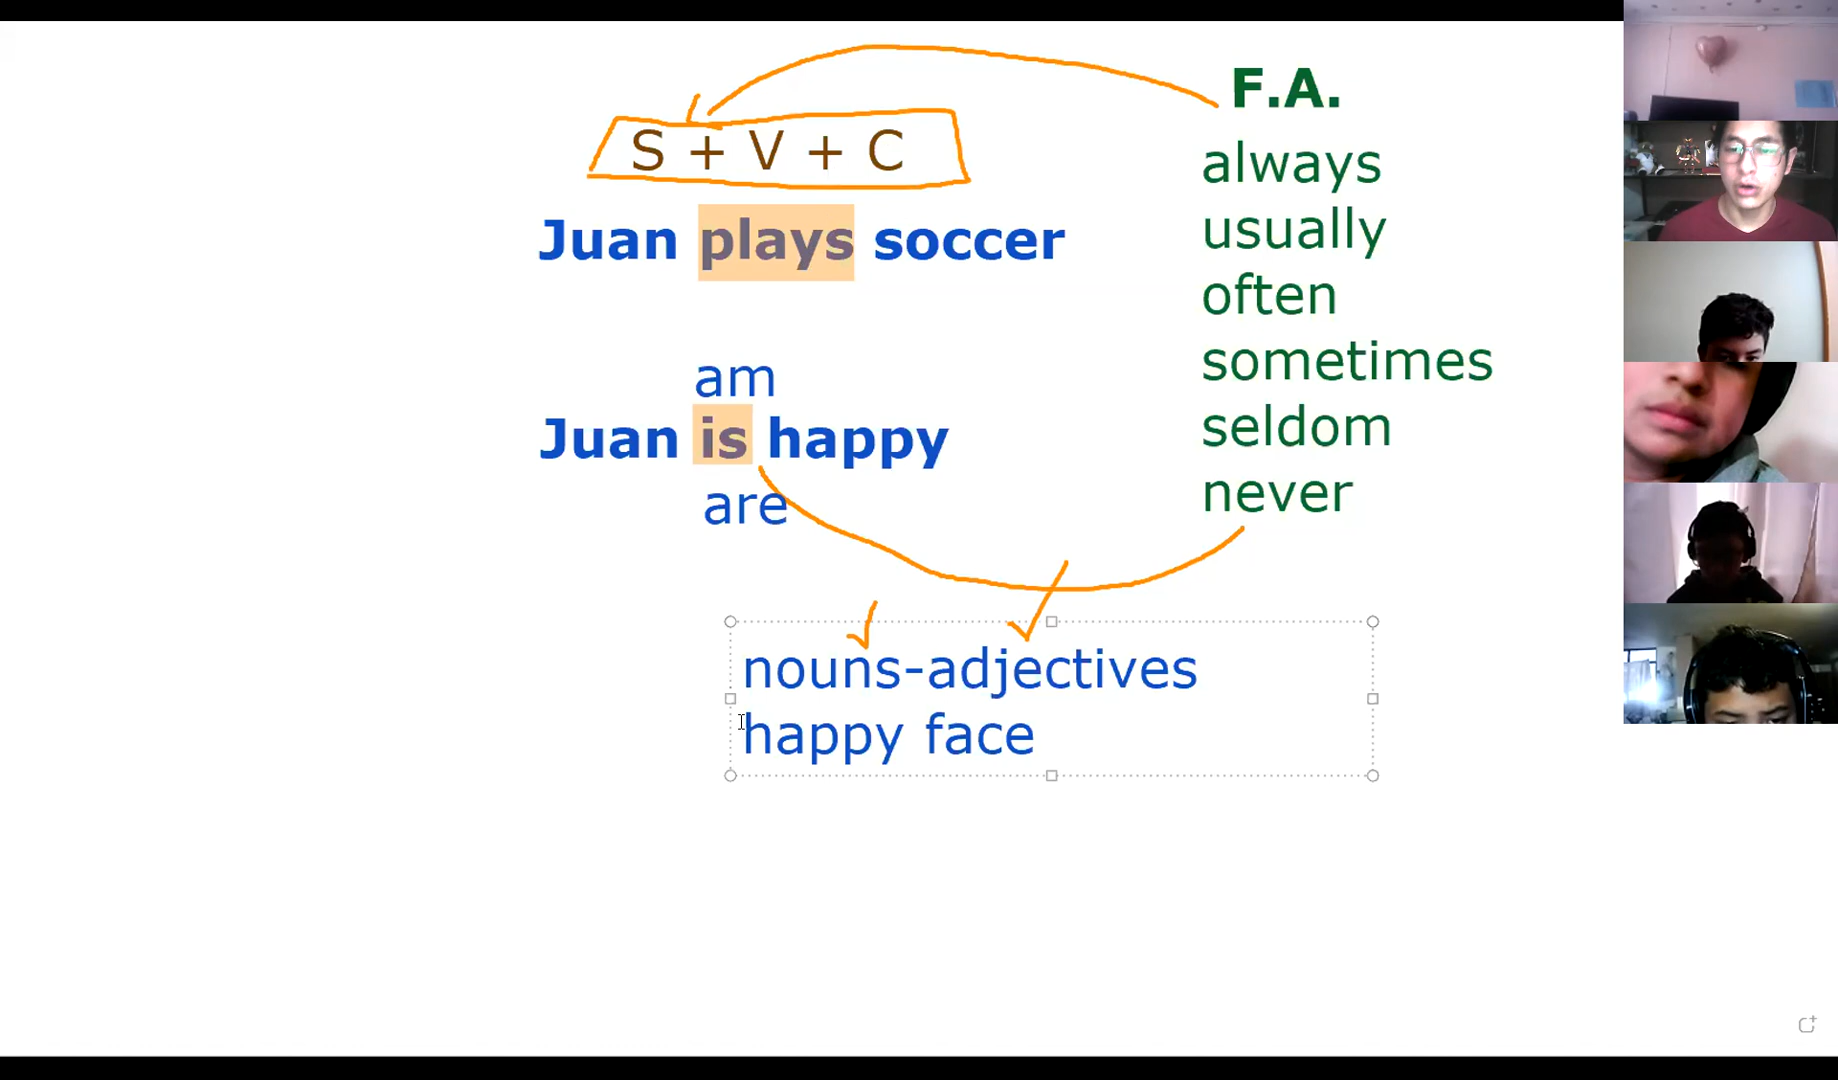 S + V + C
Juan plays soccer
am
Juan is happy
are
F.A.
always
usually
often
sometimes
seldom
never
nouns-adjectives
happy face